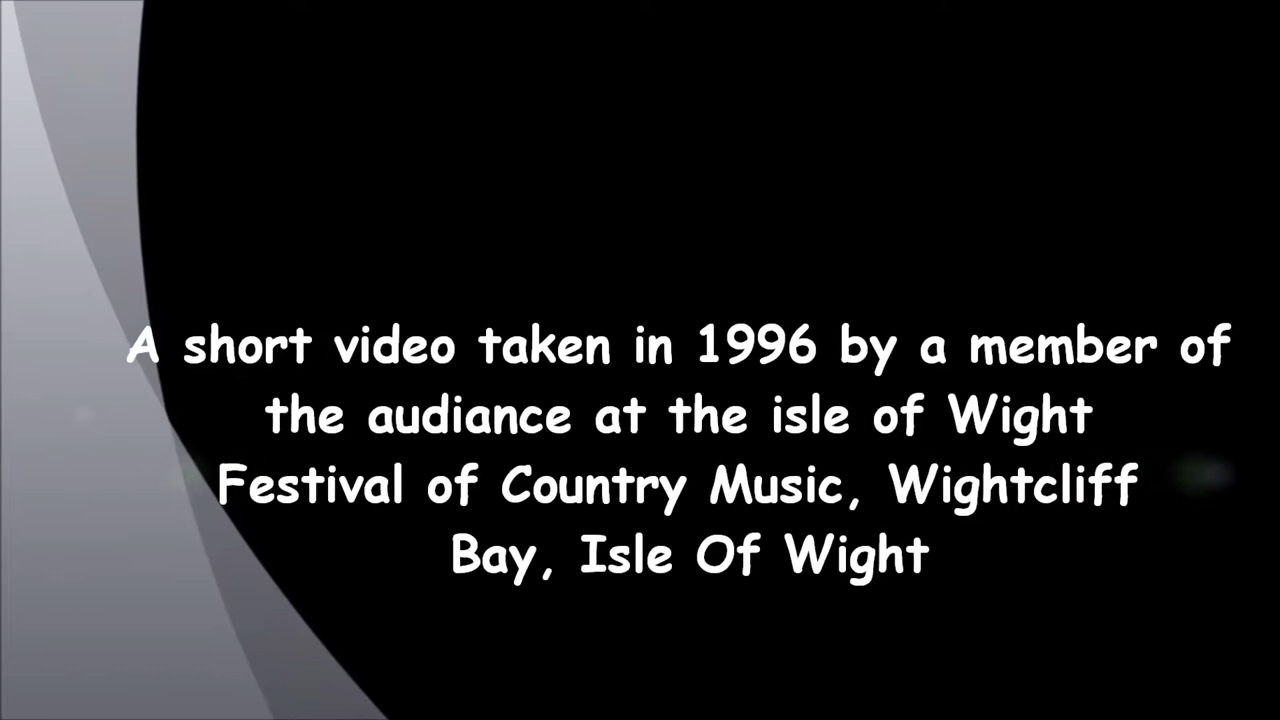 A short video taken in 1996 by a member of
the audiance at the isle of Wight
Festival of Country Music, Wightcliff
Bay, Isle Of Wight